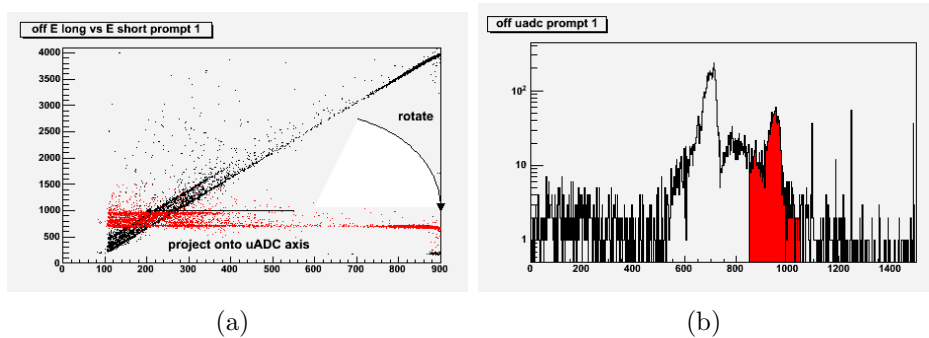 off E long vs E short prompt 1
4000
3500
3000
2500
2000
1500
1000
500
0
rotate
project onto uADC axis
0 100 200 300 400 500 600 700 800 900
(a)
off uadc prompt 1
10²
10
1
0 200 400 600 800 1000 1200 1400
(b)